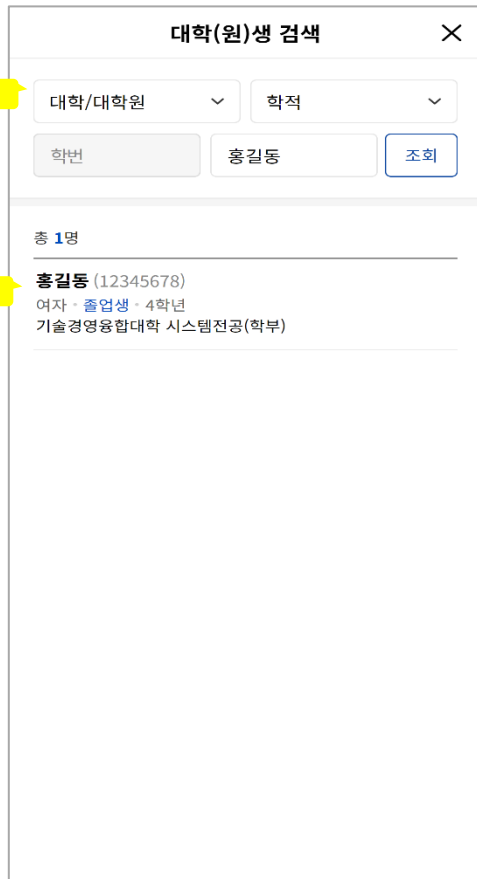 대학(원)생 검색
대학/대학원 학적
학번 홍길동 조회
총 1명
홍길동 (12345678)
여자 · 졸업생 · 4학년
기술경영융합대학 시스템전공(학부)